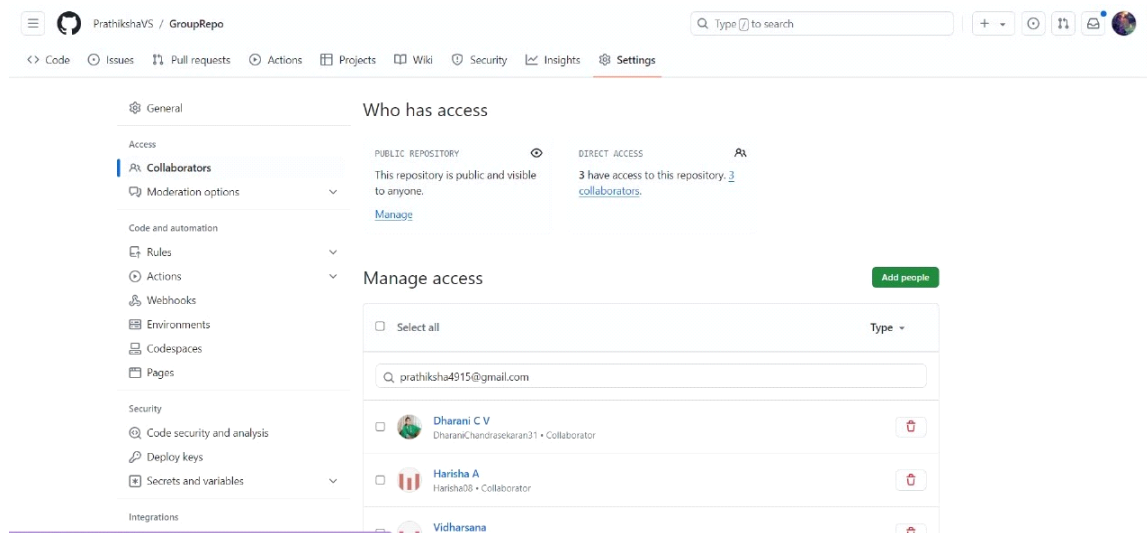 PrathikshaVS / GroupRepo
Type / to search
Code Issues Pull requests Actions Projects Wiki Security Insights Settings
General
Access
Collaborators
Moderation options
Code and automation
Rules
Actions
Webhooks
Environments
Codespaces
Pages
Security
Code security and analysis
Deploy keys
Secrets and variables
Integrations
Who has access
PUBLIC REPOSITORY
This repository is public and visible
to anyone.
Manage
DIRECT ACCESS
3 have access to this repository. 3
collaborators.
Manage access
Add people
Select all
Type
prathiksha4915@gmail.com
Dharani C V
DharaniChandrasekaran31 • Collaborator
Harisha A
Harisha08 • Collaborator
Vidharsana